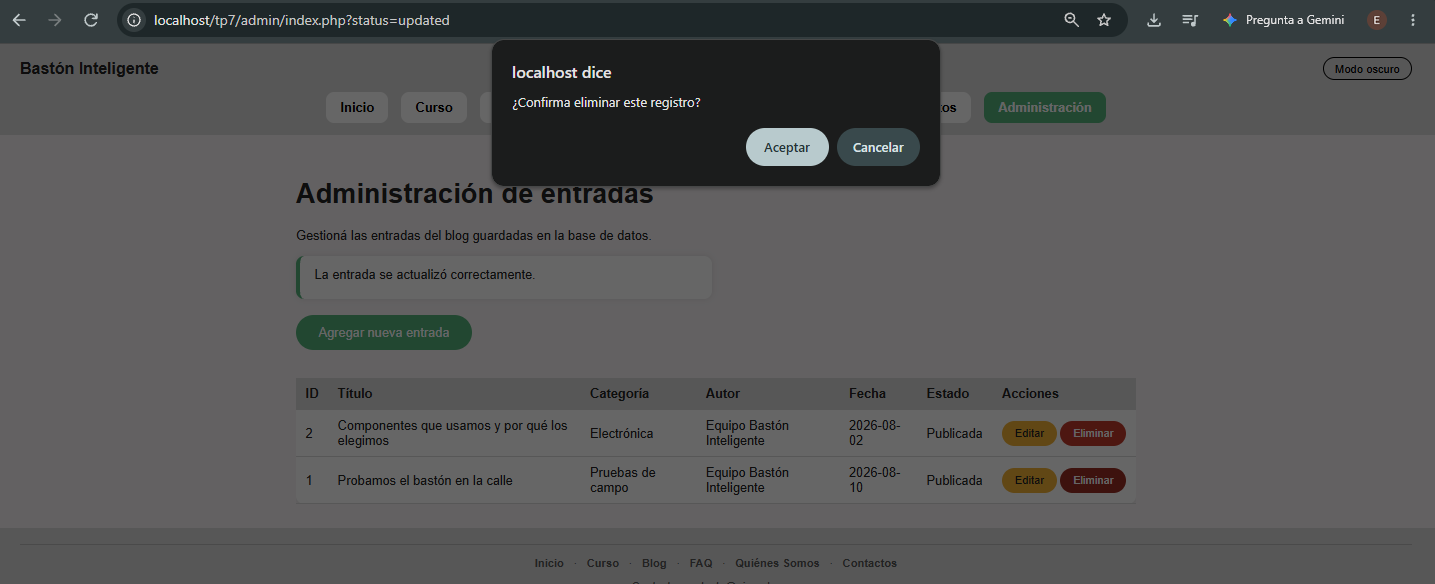 localhost/tp7/admin/index.php?status=updated
Pregunta a Gemini
E
Bastón Inteligente
Modo oscuro
localhost dice
¿Confirma eliminar este registro?
Aceptar
Cancelar
Inicio
Curso
Administración
Administración de entradas
Gestioná las entradas del blog guardadas en la base de datos.
La entrada se actualizó correctamente.
Agregar nueva entrada
ID Título Categoría Autor Fecha Estado Acciones
2 Componentes que usamos y por qué los elegimos Electrónica Equipo Bastón Inteligente 2026-08-02 Publicada Editar Eliminar
1 Probamos el bastón en la calle Pruebas de campo Equipo Bastón Inteligente 2026-08-10 Publicada Editar Eliminar
Inicio · Curso · Blog · FAQ · Quiénes Somos · Contactos